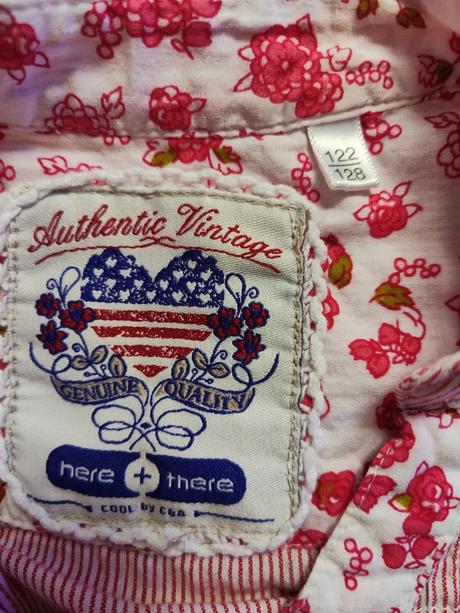 122
128
Authentic Vintage
GENUINE QUALITY
here + there
COOL by C&A